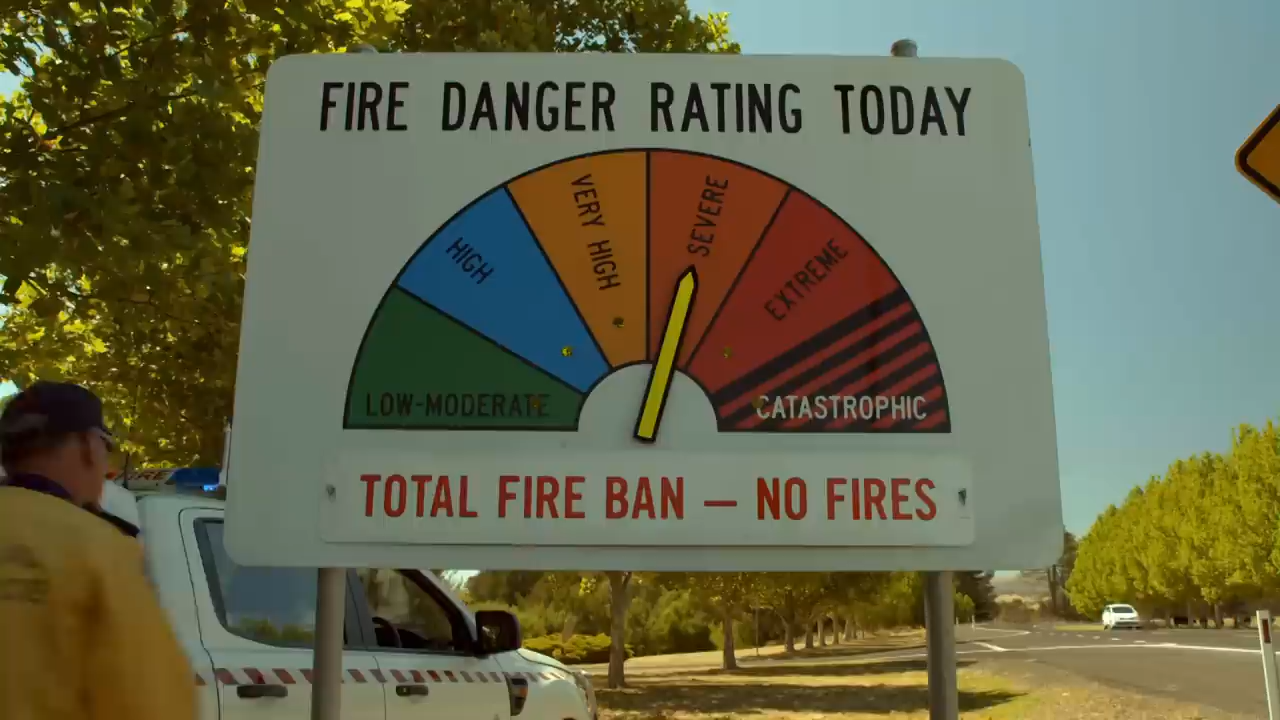 FIRE DANGER RATING TODAY
LOW-MODERATE
HIGH
VERY HIGH
SEVERE
EXTREME
CATASTROPHIC
TOTAL FIRE BAN – NO FIRES